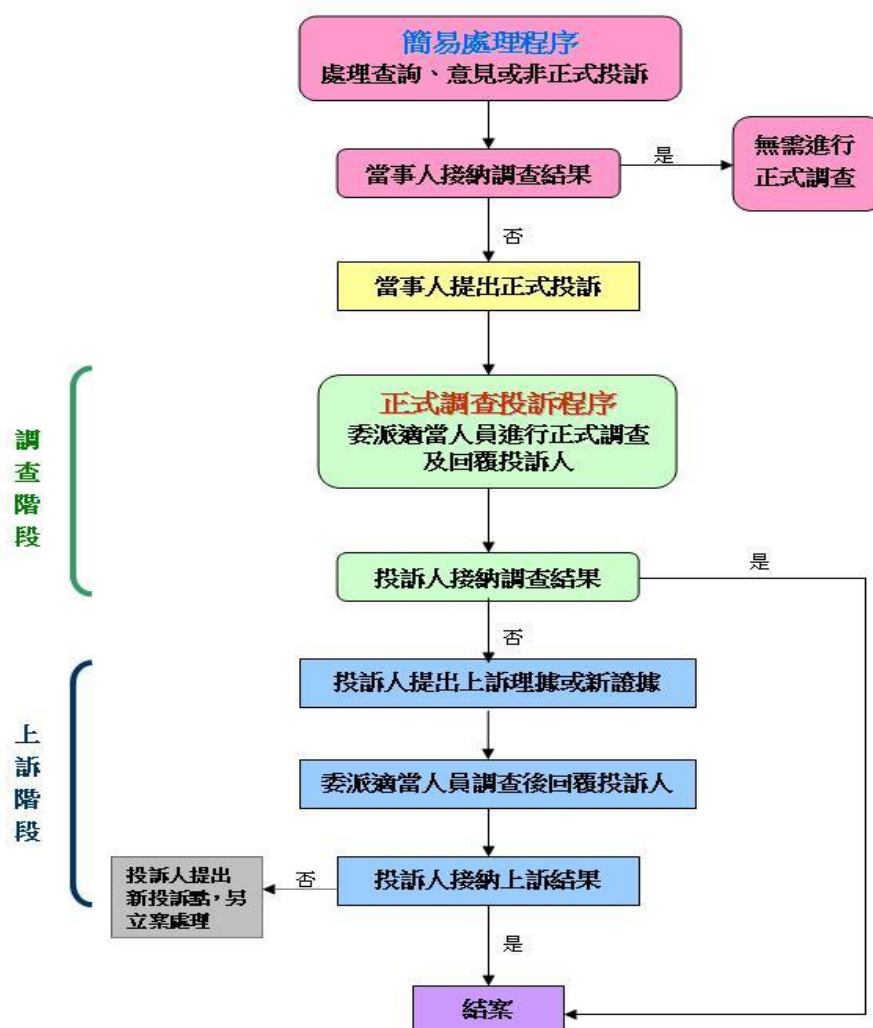 簡易處理程序
處理查詢、意見或非正式投訴
當事人接納調查結果
是
無需進行
正式調查
否
當事人提出正式投訴
調查階段
正式調查投訴程序
委派適當人員進行正式調查
及回覆投訴人
投訴人接納調查結果
是
否
上訴階段
投訴人提出上訴理據或新證據
委派適當人員調查後回覆投訴人
投訴人接納上訴結果
否
投訴人提出
新投訴點，另
立案處理
是
結案